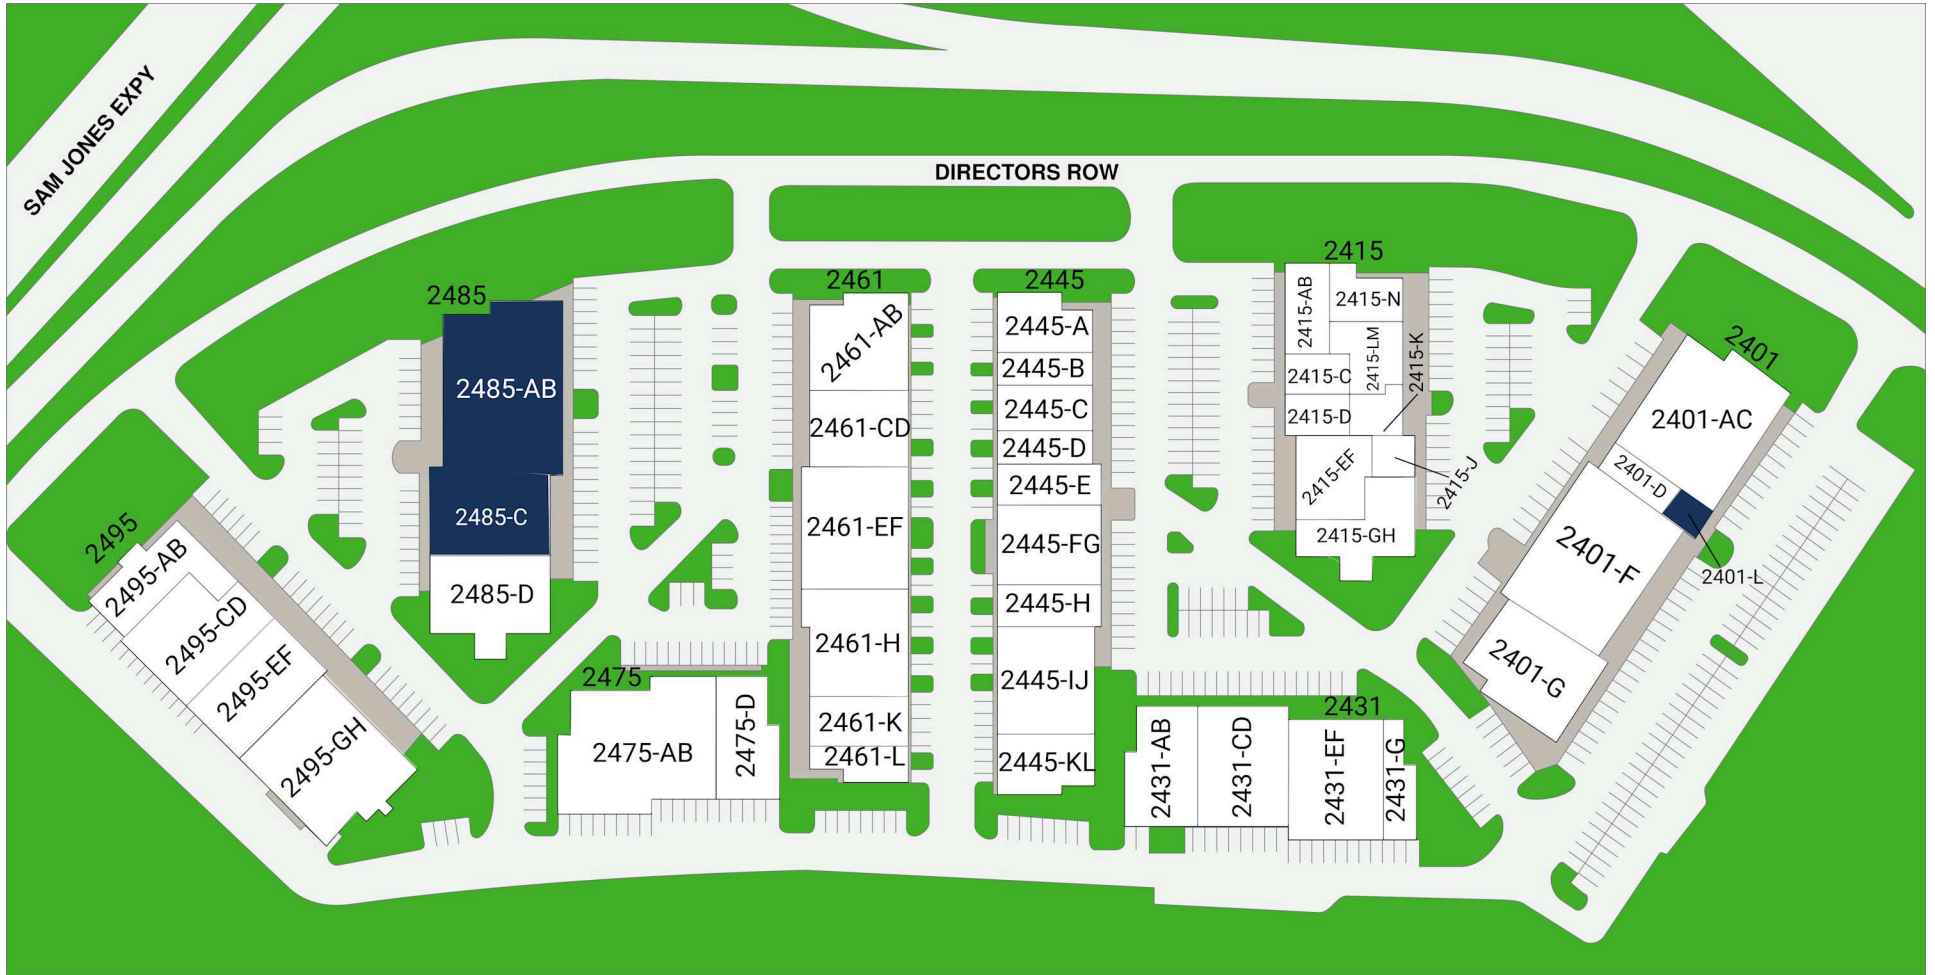 SAM JONES EXPY
DIRECTORS ROW
2495
2495-AB
2495-CD
2495-EF
2495-GH
2485
2485-AB
2485-C
2485-D
2475
2475-AB
2475-D
2461
2461-AB
2461-CD
2461-EF
2461-H
2461-K
2461-L
2445
2445-A
2445-B
2445-C
2445-D
2445-E
2445-FG
2445-H
2445-IJ
2445-KL
2415
2415-AB
2415-N
2415-LM
2415-K
2415-C
2415-D
2415-EF
2415-J
2415-GH
2431
2431-AB
2431-CD
2431-EF
2431-G
2401
2401-AC
2401-D
2401-L
2401-F
2401-G